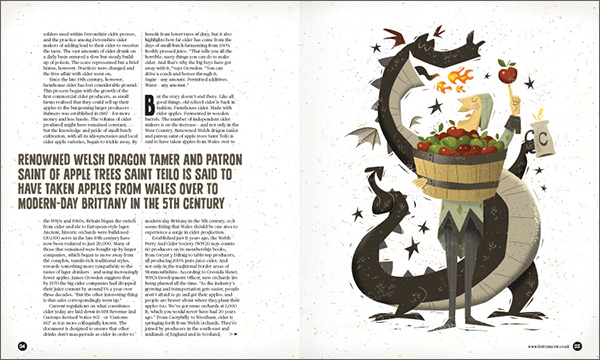 solders used within Devonshire cider presses,
and the practice among Devonshire cider
makers of adding lead to their cider to sweeten
the taste. The vast amounts of cider drunk on
a daily basis ensured a slow but steady build-
up of poison. The scare represented but a brief
hiatus, however. Practices were changed and
the love affair with cider went on.
Since the late 19th century, however,
farmhouse cider has lost considerable ground.
This process began with the growth of the
first commercial cider producers, as small
farms realised that they could sell up their
apples to the burgeoning larger producers –
Bulmers was established in 1887 – for more
money and less hassle. The volume of cider
produced might have remained constant,
but the knowledge and pride of small-batch
cultivation, with all its idiosyncrasies and local
cider apple varieties, began to trickle away. By
benefit from lower rates of duty, but it also
highlights how far cider has come from the
days of small-batch fermenting from 100%
freshly pressed juice. "That tells you all the
horrible, nasty things you can do to make
cider. And that's why the big boys have got
away with it," says Crowden. "You can
drive a coach and horses through it.
Sugar – any amount. Permitted additives.
Water – any amount."
But the story doesn't end there. Like all
good things, old-school cider is back in
fashion. Farmhouse cider. Made with
cider apples. Fermented in wooden
barrels. The number of independent cider
makers is on the increase – and not only in the
West Country. Renowned Welsh dragon tamer
and patron saint of apple trees Saint Teilo is
said to have taken apples from Wales over to
RENOWNED WELSH DRAGON TAMER AND PATRON
SAINT OF APPLE TREES SAINT TEILO IS SAID TO
HAVE TAKEN APPLES FROM WALES OVER TO
MODERN-DAY BRITTANY IN THE 5TH CENTURY
the 1950s and 1960s, Britain began the switch
from cider and ale to European-style lager.
Ancient, historic orchards were bulldozed –
120,000 acres in the late 19th century have
now been reduced to just 20,000. Many of
those that remained were bought up by larger
companies, which began to move away from
the complex, tannin-rich traditional styles,
towards something more sympathetic to the
tastes of lager drinkers – and using increasingly
fewer apples. James Crowden suggests that
by 1970 the big cider companies had dropped
their juice content by around 1% a year over
three decades. "But the other interesting thing
is that sales correspondingly went up."
Current regulations on what constitutes
cider today are laid down in HM Revenue and
Customs Revised Notice 162 – or 'Customs
162' as it is more colloquially known. The
document is designed to ensure that other
drinks don't masquerade as cider in order to
modern-day Brittany in the 5th century, so it
seems fitting that Wales should be one area to
experience a surge in cider production.
Established just 10 years ago, the Welsh
Perry And Cider Society (WPCS) now counts
60 producers on its membership books,
from Gwynt y Ddraig to table-top producers,
all producing 100% pure juice cider. And
not only in the traditional border areas of
Monmouthshire. According to
WPCS Development Officer, new orchards are
being planted all the time. "As the industry's
growing and transportation gets easier, people
aren't afraid to go and get their apples, and
people are braver about where they plant their
apples too. We've got some orchards at 1,000
ft, which you would never have had 20 years
ago." From Caerphilly to Wrexham, cider is
springing forth from Welsh orchards. They're
joined by producers in the south-east and
midlands of England and in Scotland,
C
54
55